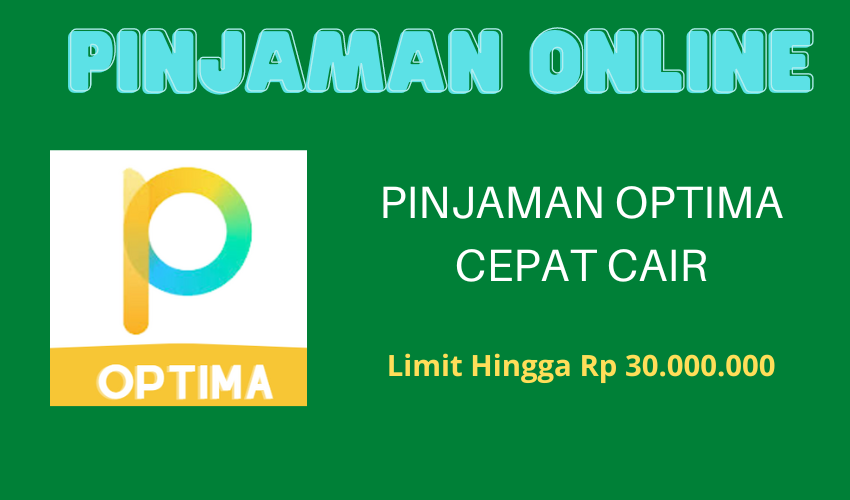 PINJAMAN ONLINE
OPTIMA
PINJAMAN OPTIMA
CEPAT CAIR
Limit Hingga Rp 30.000.000